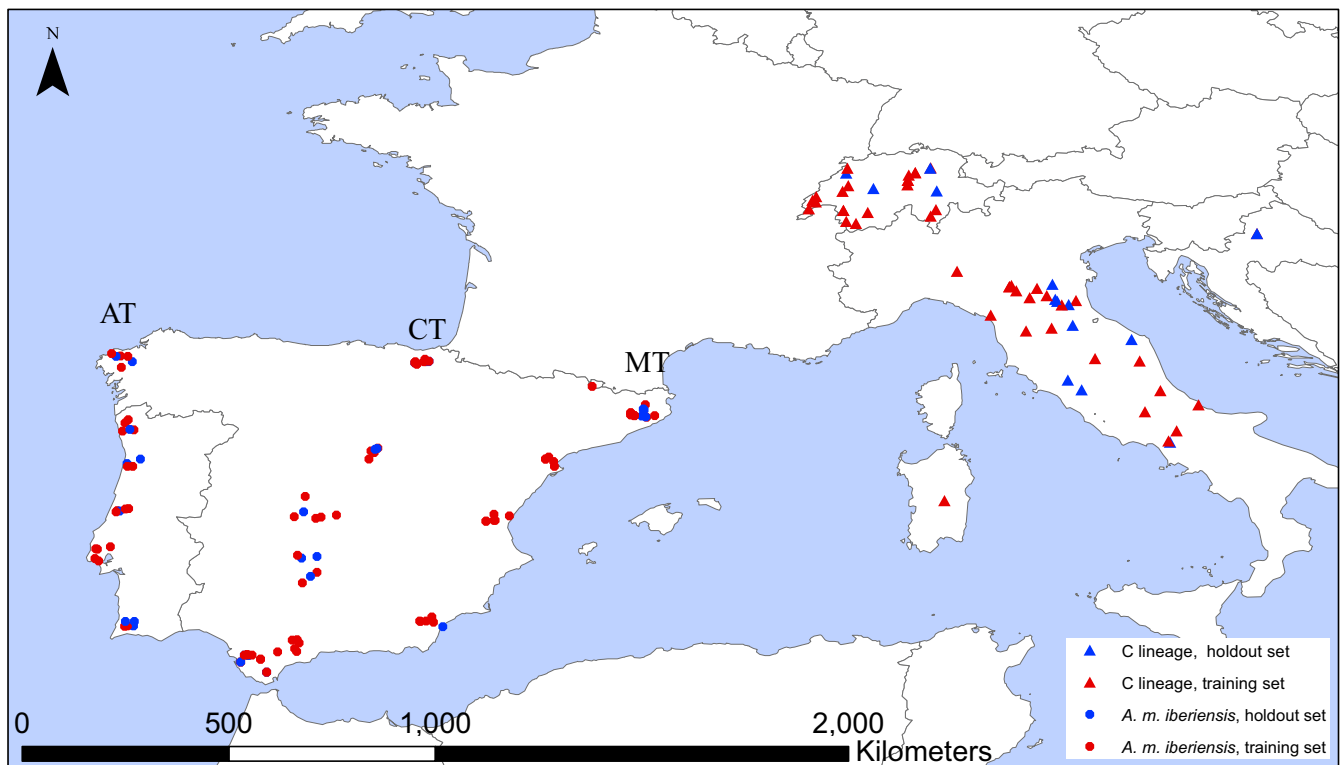 N
AT
CT
MT
C lineage, holdout set
C lineage, training set
A. m. iberiensis, holdout set
A. m. iberiensis, training set
0 500 1,000 2,000
Kilometers